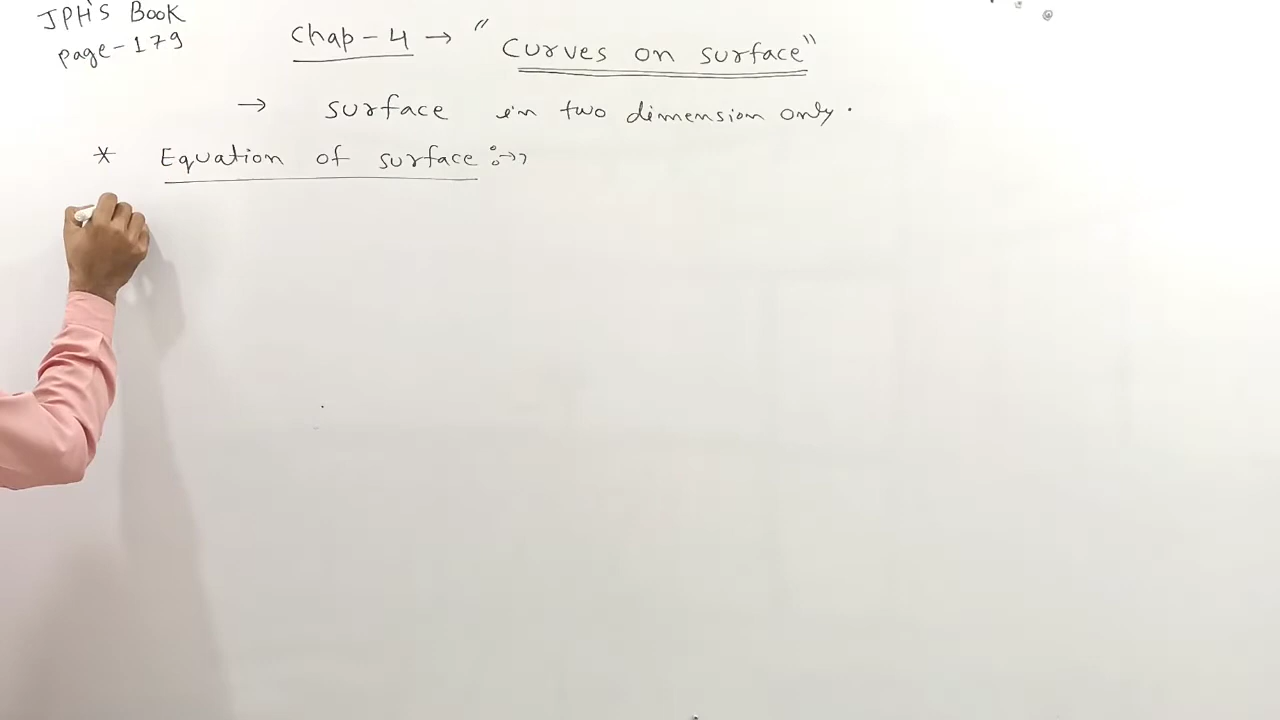 JPH'S Book
page-179
Chap-4 → "Curves on surface"
→ surface in two dimension only.
* Equation of surface :→